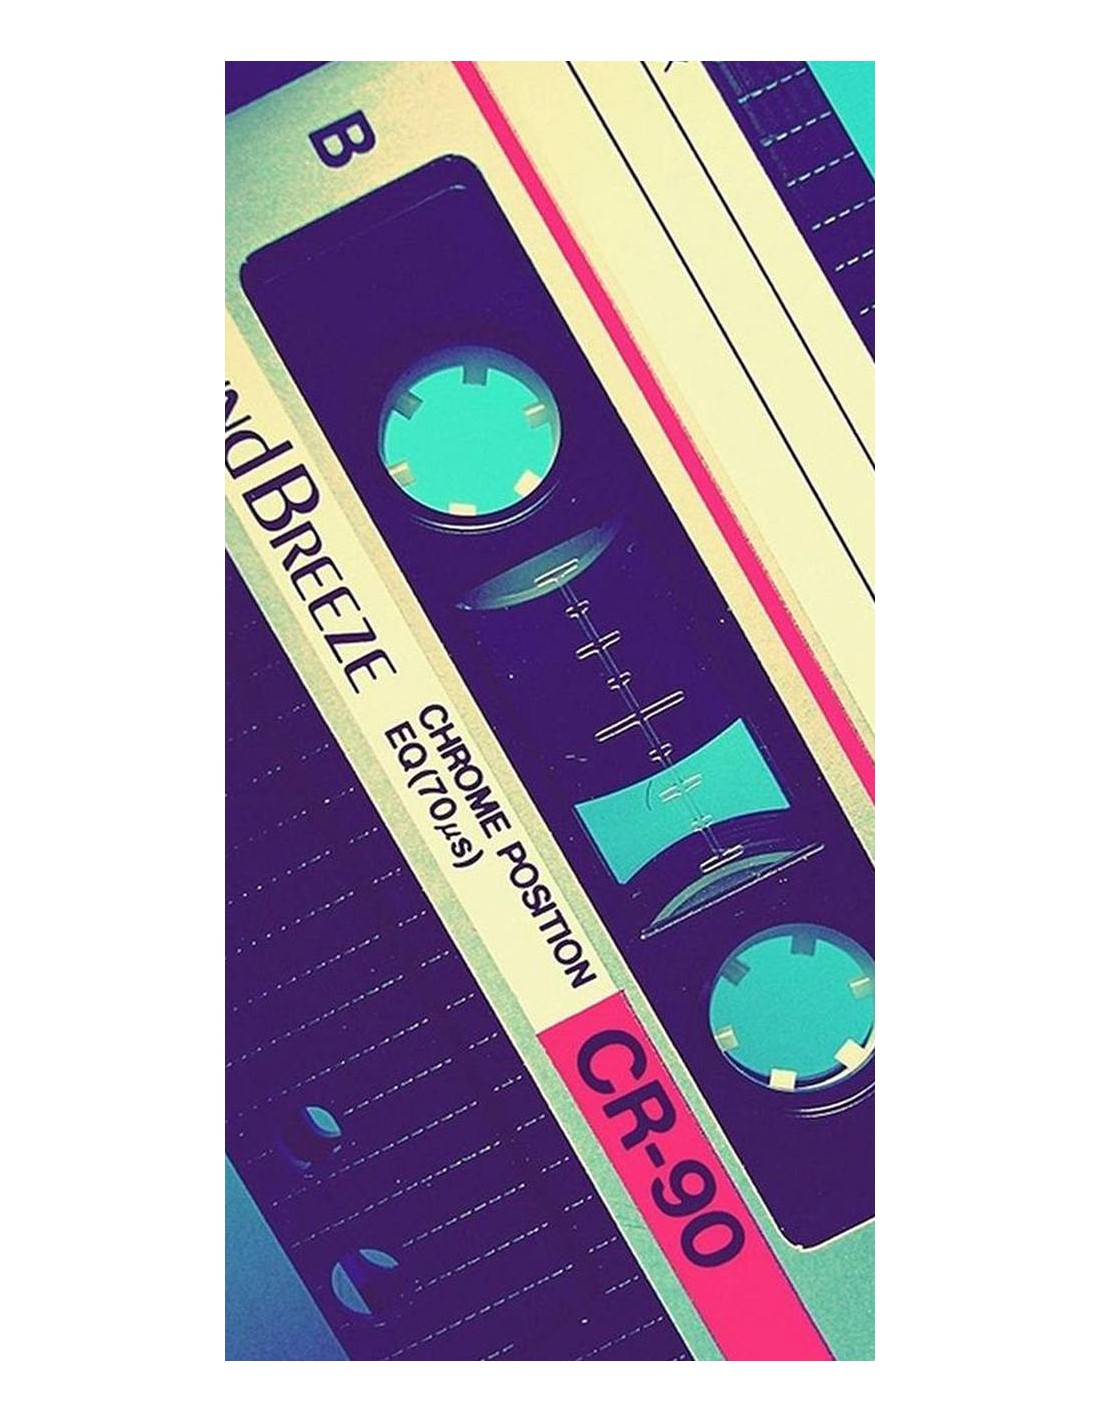 B
ndBREEZE
CHROME POSITION
EQ(70μs)
CR-90